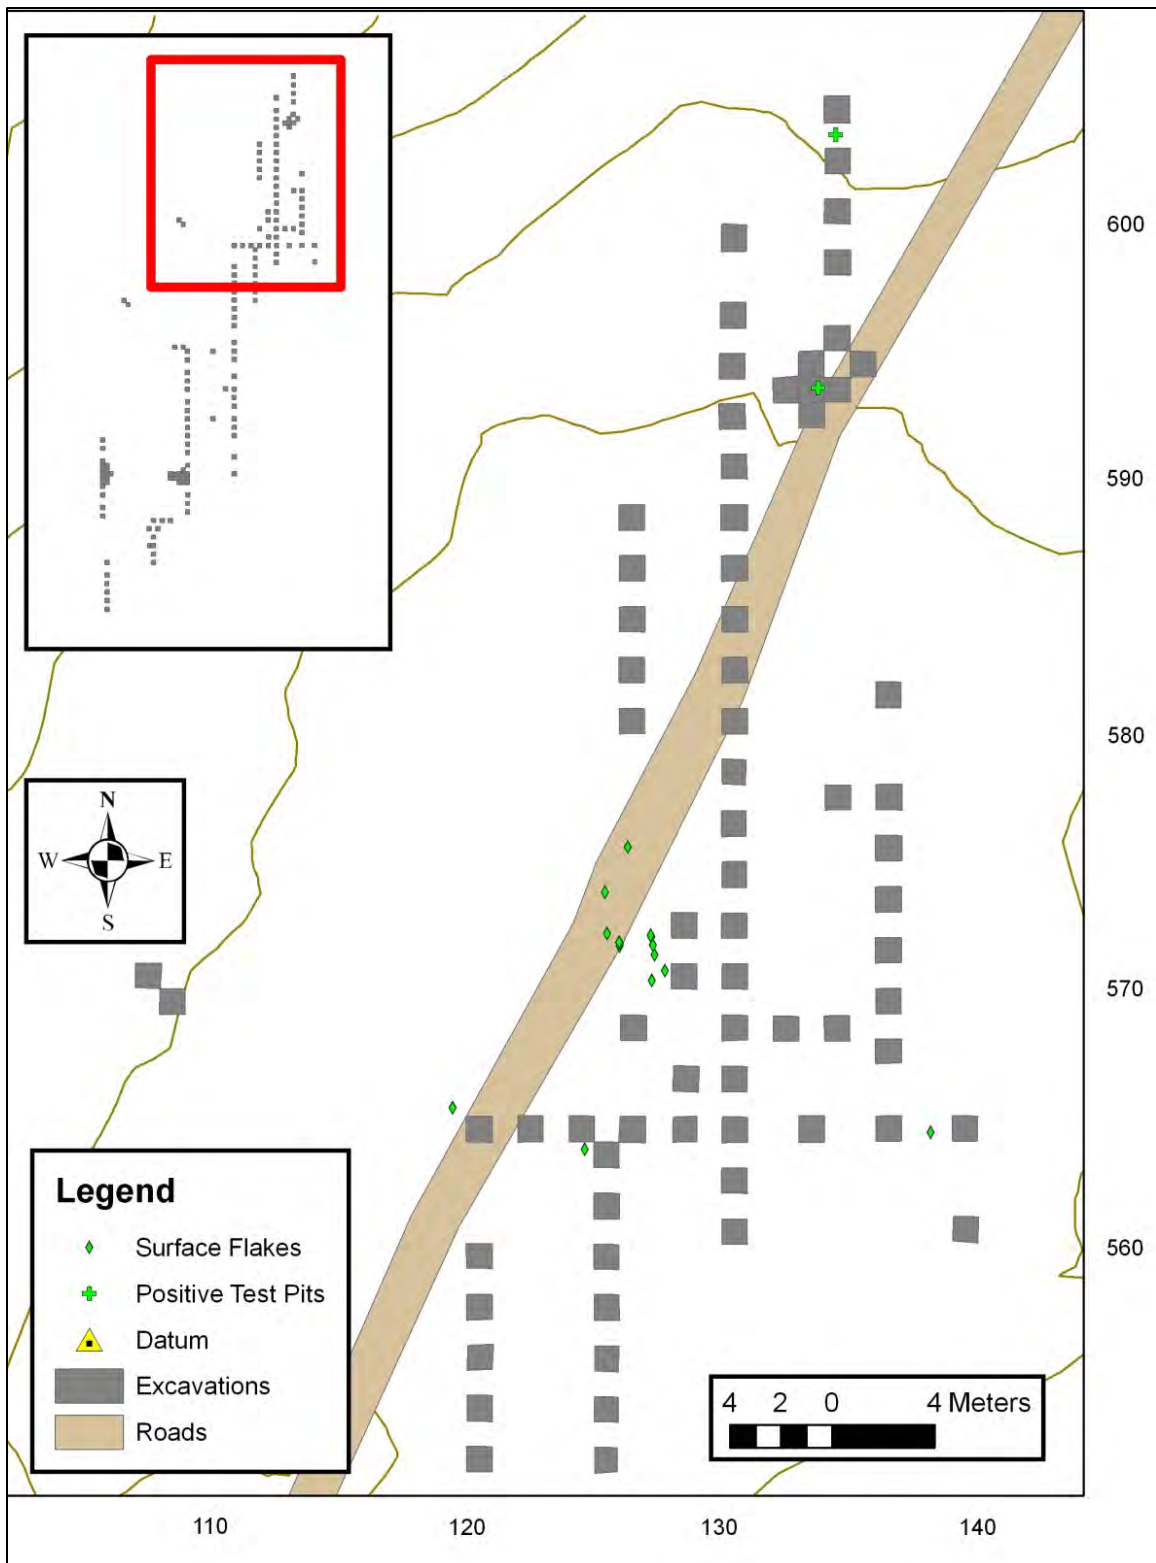 600
590
580
N
W E
S
570
Legend
Surface Flakes
Positive Test Pits
560
Datum
Excavations
4 2 0 4 Meters
Roads
110 120 130 140